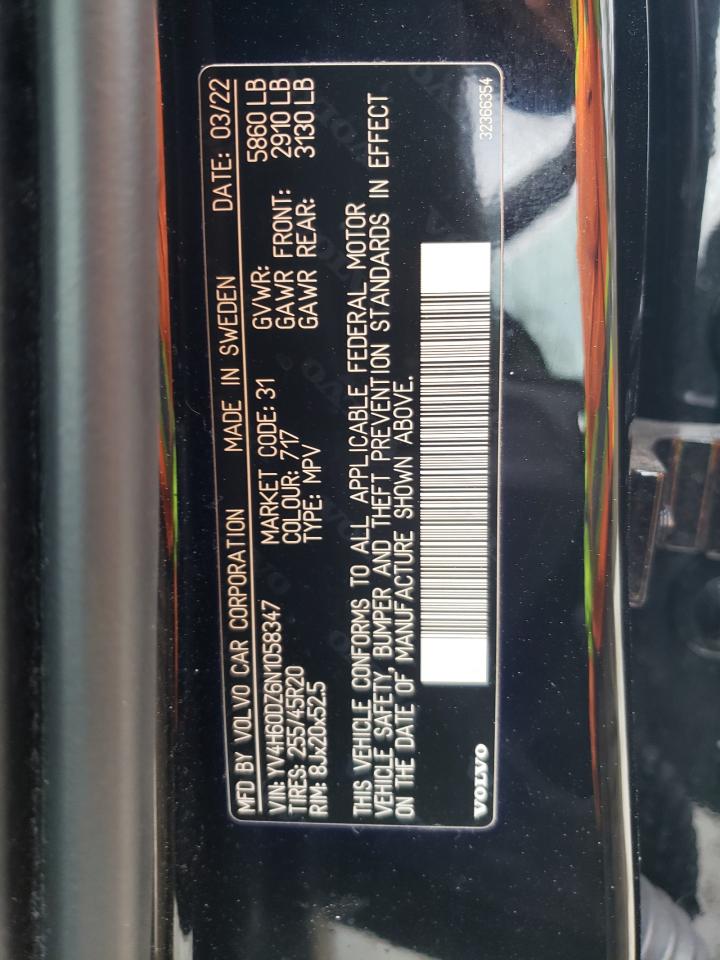 MFD BY VOLVO CAR CORPORATION MADE IN SWEDEN DATE: 03/22
VIN: YV4H60DZ6N1058347 MARKET CODE: 31 GVWR: 5860 LB
TIRES: 255/45R20 COLOUR: 717 GAWR FRONT: 2910 LB
RIM: 8Jx20x52.5 TYPE: MPV GAWR REAR: 3130 LB
THIS VEHICLE CONFORMS TO ALL APPLICABLE FEDERAL MOTOR
VEHICLE SAFETY, BUMPER AND THEFT PREVENTION STANDARDS IN EFFECT
ON THE DATE OF MANUFACTURE SHOWN ABOVE.
VOLVO 32366354